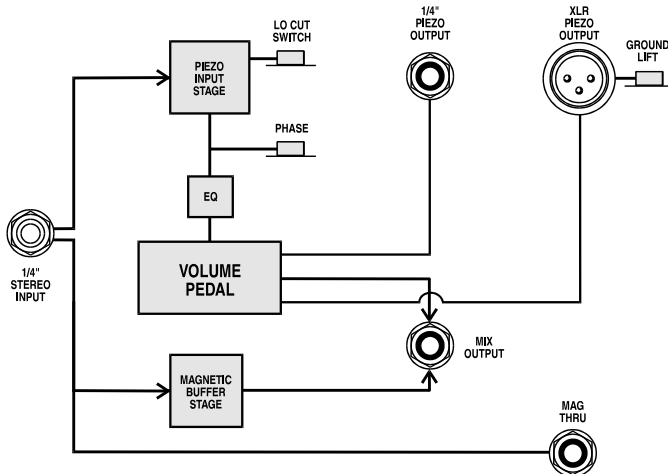 LO CUT
SWITCH
1/4"
PIEZO
OUTPUT
XLR
PIEZO
OUTPUT
GROUND
LIFT
PIEZO
INPUT
STAGE
PHASE
EQ
1/4"
STEREO
INPUT
VOLUME
PEDAL
MIX
OUTPUT
MAGNETIC
BUFFER
STAGE
MAG
THRU